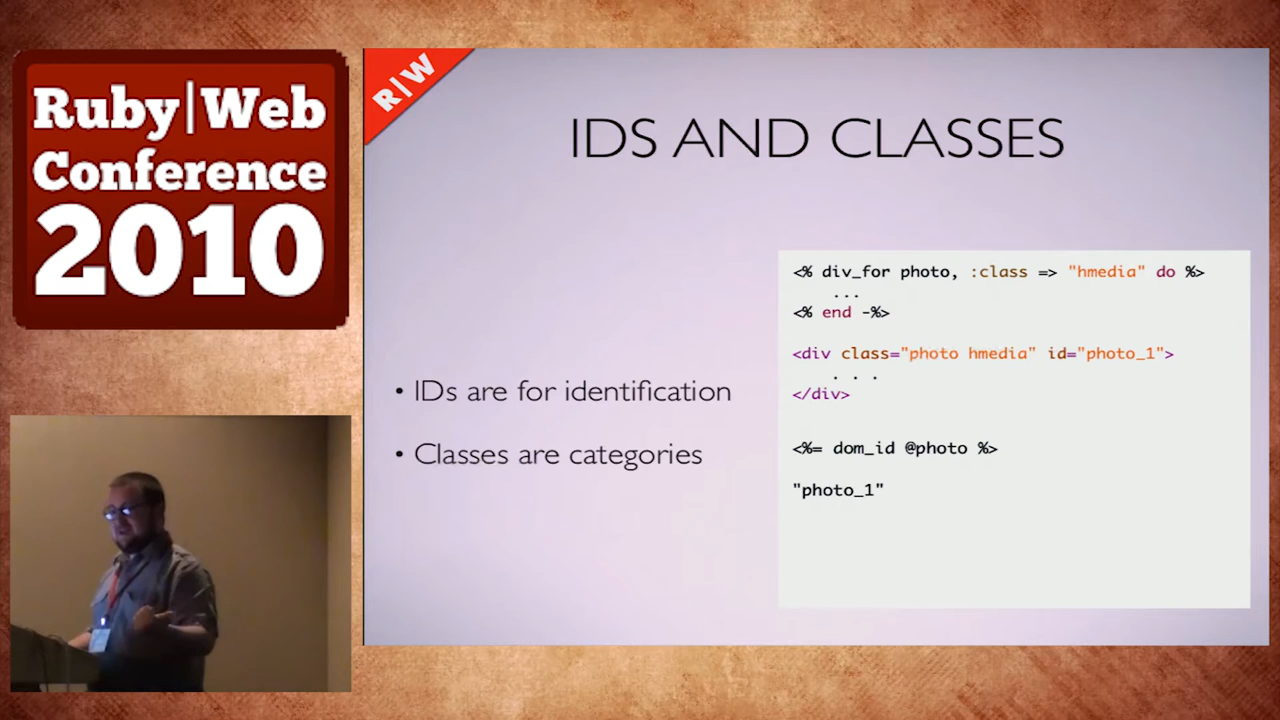 Ruby|Web
Conference
2010
R|W
IDS AND CLASSES
• IDs are for identification
• Classes are categories
<% div_for photo, :class => "hmedia" do %>
...
<% end -%>
<div class="photo hmedia" id="photo_1">
. . .
</div>
<%= dom_id @photo %>
"photo_1"